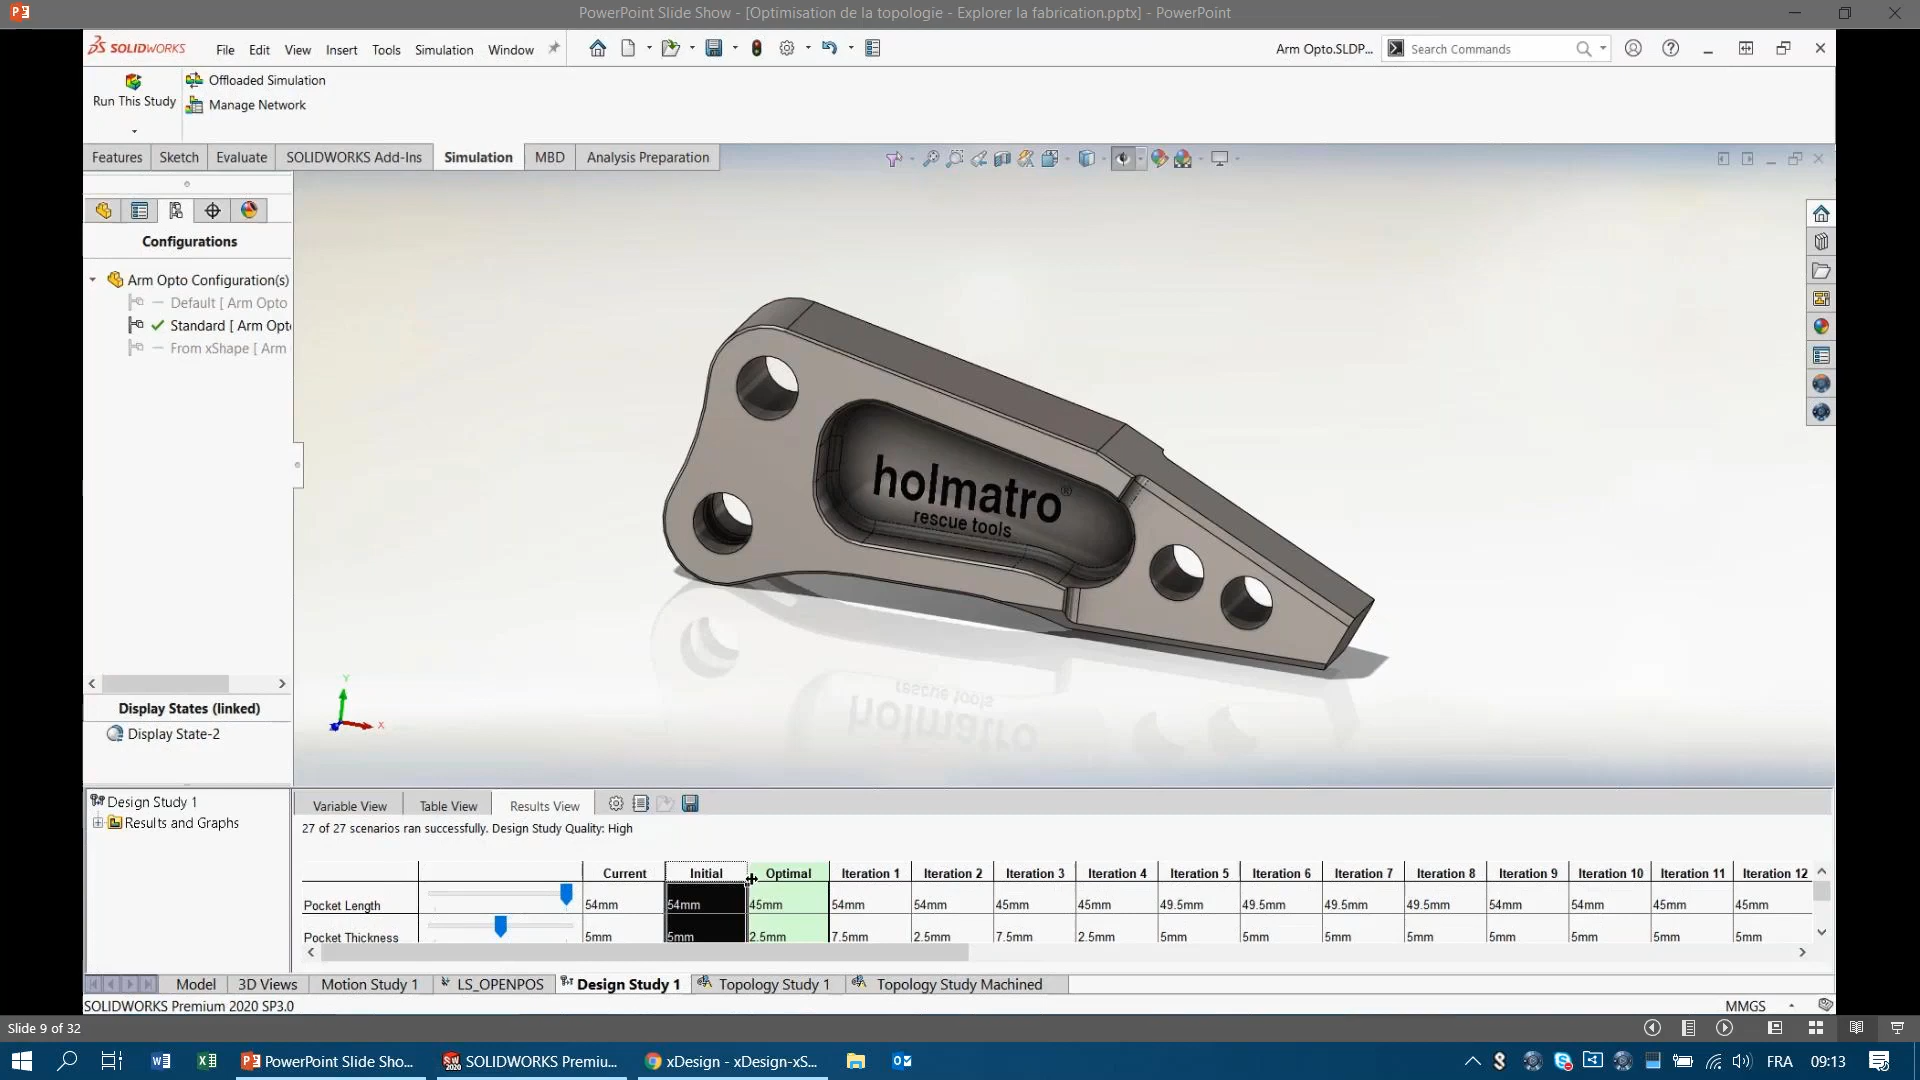 PowerPoint Slide Show - [Optimisation de la topologie - Explorer la fabrication.pptx] - PowerPoint
SOLIDWORKS File Edit View Insert Tools Simulation Window Arm Opto.SLDP... Search Commands
Run This Study
Offloaded Simulation
Manage Network
Features Sketch Evaluate SOLIDWORKS Add-Ins Simulation MBD Analysis Preparation
Configurations
Arm Opto Configuration(s)
Default [ Arm Opto
Standard [ Arm Opt
From xShape [ Arm
holmatro®
rescue tools
Y
X
Display States (linked)
Display State-2
Design Study 1
Results and Graphs
Variable View Table View Results View
27 of 27 scenarios ran successfully. Design Study Quality: High
Current Initial Optimal Iteration 1 Iteration 2 Iteration 3 Iteration 4 Iteration 5 Iteration 6 Iteration 7 Iteration 8 Iteration 9 Iteration 10 Iteration 11 Iteration 12
Pocket Length 54mm 54mm 45mm 54mm 54mm 45mm 45mm 49.5mm 49.5mm 49.5mm 49.5mm 54mm 54mm 45mm 45mm
Pocket Thickness 5mm 5mm 2.5mm 7.5mm 2.5mm 7.5mm 2.5mm 5mm 5mm 5mm 5mm 5mm 5mm 5mm 5mm
Model 3D Views Motion Study 1 LS_OPENPOS Design Study 1 Topology Study 1 Topology Study Machined
SOLIDWORKS Premium 2020 SP3.0 MMGS
Slide 9 of 32
PowerPoint Slide Sho... SOLIDWORKS Premiu... xDesign - xDesign-xS... FRA 09:13